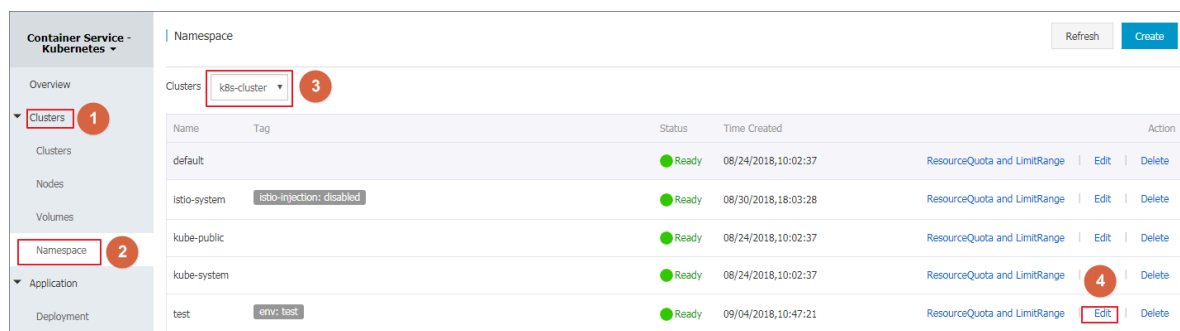 Container Service -
Kubernetes
Overview
Clusters 1
Clusters
Nodes
Volumes
Namespace 2
Application
Deployment
Namespace
Refresh Create
Clusters k8s-cluster 3
Name Tag Status Time Created Action
default Ready 08/24/2018,10:02:37 ResourceQuota and LimitRange | Edit | Delete
istio-system istio-injection: disabled Ready 08/30/2018,18:03:28 ResourceQuota and LimitRange | Edit | Delete
kube-public Ready 08/24/2018,10:02:37 ResourceQuota and LimitRange | Edit | Delete
kube-system Ready 08/24/2018,10:02:37 ResourceQuota and LimitRange | 4 | Delete
test env: test Ready 09/04/2018,10:47:21 ResourceQuota and LimitRange | Edit | Delete